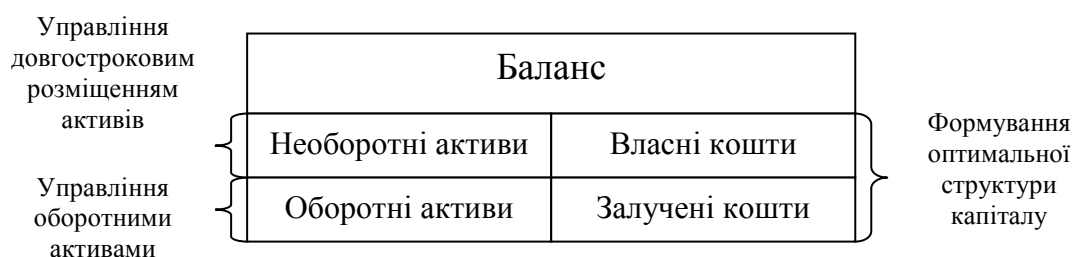 Управління
довгостроковим
розміщенням
активів
Баланс
Необоротні активи
Власні кошти
Формування
оптимальної
структури
капіталу
Управління
оборотними
активами
Оборотні активи
Залучені кошти